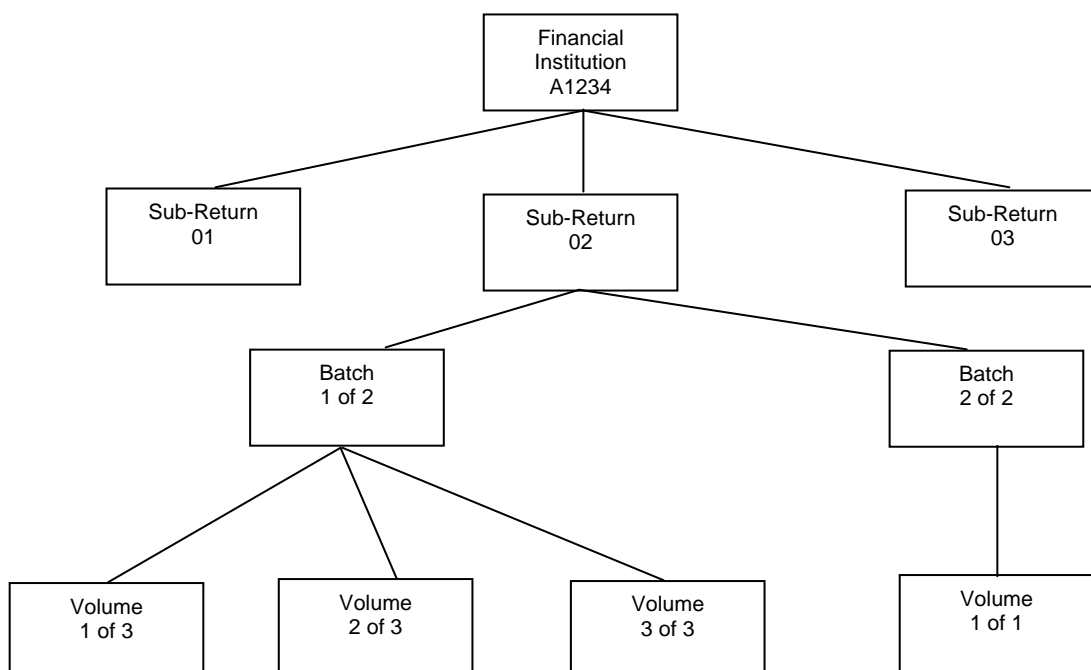 Financial
Institution
A1234
Sub-Return
01
Sub-Return
02
Sub-Return
03
Batch
1 of 2
Batch
2 of 2
Volume
1 of 3
Volume
2 of 3
Volume
3 of 3
Volume
1 of 1